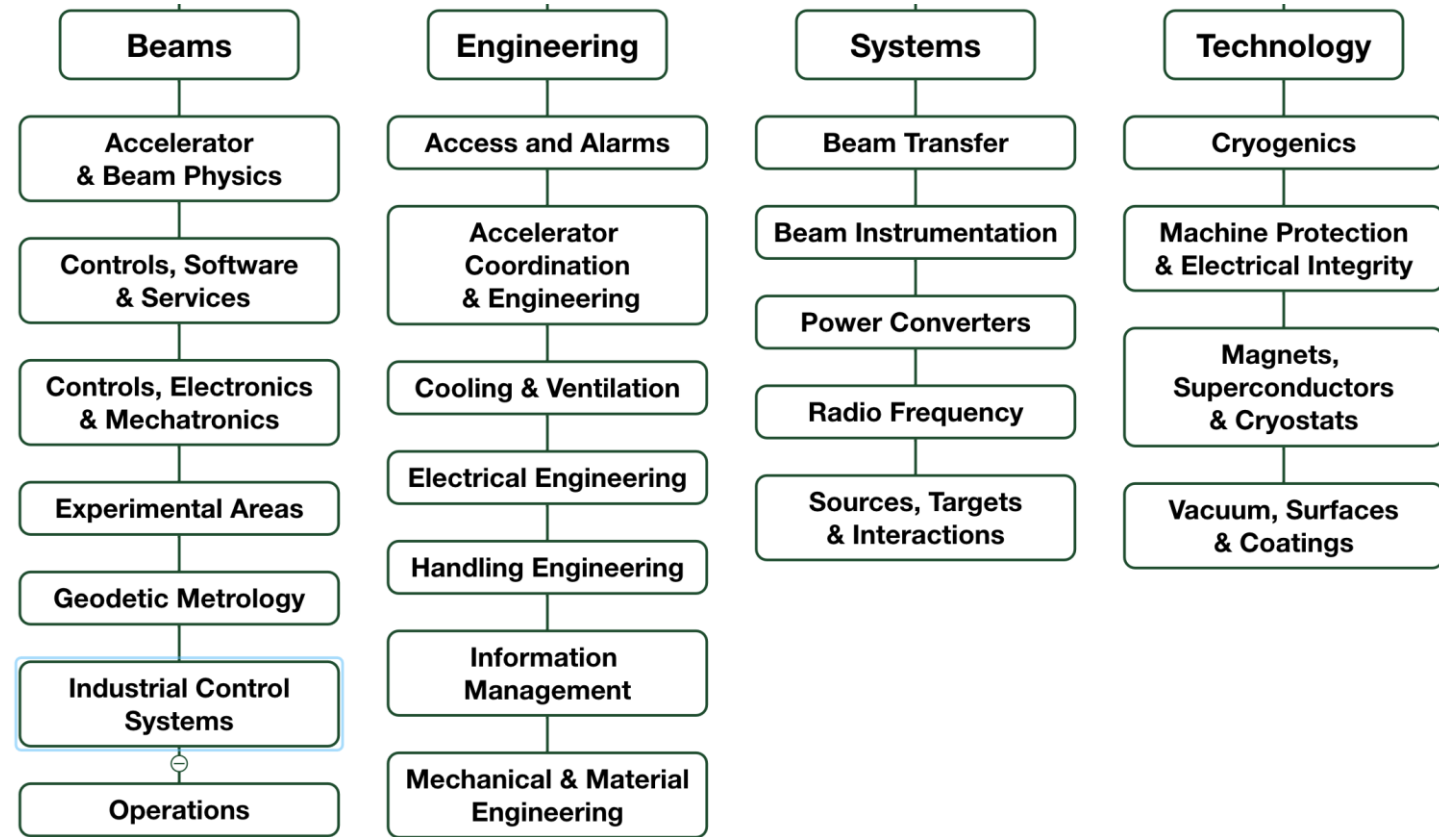 Beams
Accelerator
& Beam Physics
Controls, Software
& Services
Controls, Electronics
& Mechatronics
Experimental Areas
Geodetic Metrology
Industrial Control
Systems
Operations
Engineering
Access and Alarms
Accelerator
Coordination
& Engineering
Cooling & Ventilation
Electrical Engineering
Handling Engineering
Information
Management
Mechanical & Material
Engineering
Systems
Beam Transfer
Beam Instrumentation
Power Converters
Radio Frequency
Sources, Targets
& Interactions
Technology
Cryogenics
Machine Protection
& Electrical Integrity
Magnets,
Superconductors
& Cryostats
Vacuum, Surfaces
& Coatings